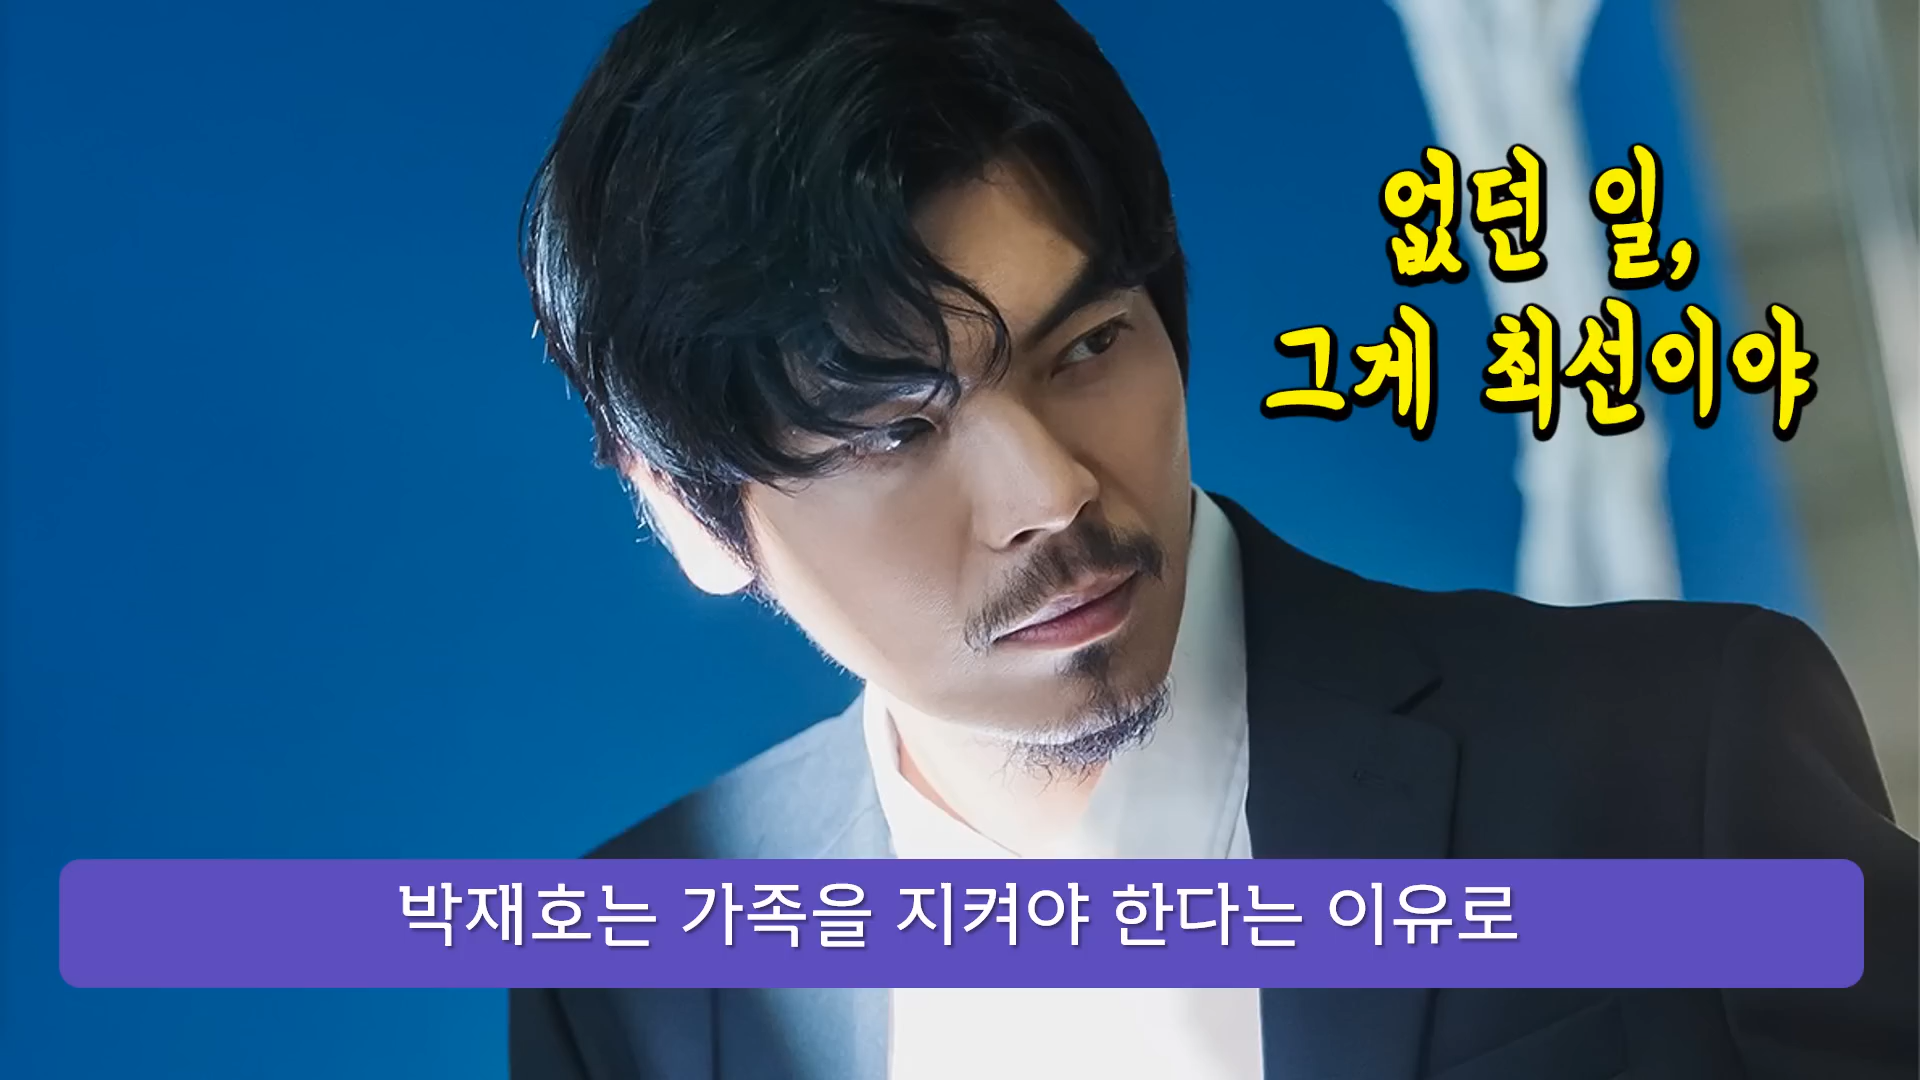 없던 일,
그게 최선이야
박재호는 가족을 지켜야 한다는 이유로